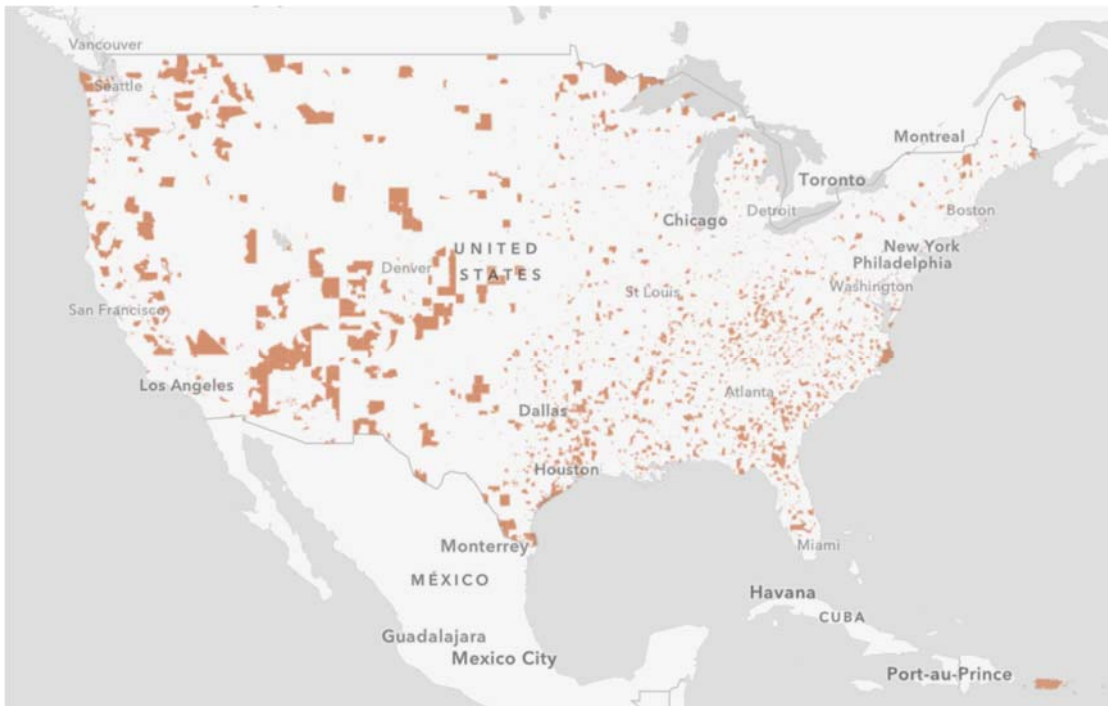 Vancouver
Seattle
Montreal
Toronto
Boston
Detroit
Chicago
New York
UNITED
Philadelphia
Denver
STATES
Washington
St Louis
San Francisco
Los Angeles
Atlanta
Dallas
Houston
Monterrey
Miami
MÉXICO
Havana
CUBA
Guadalajara
Mexico City
Port-au-Prince